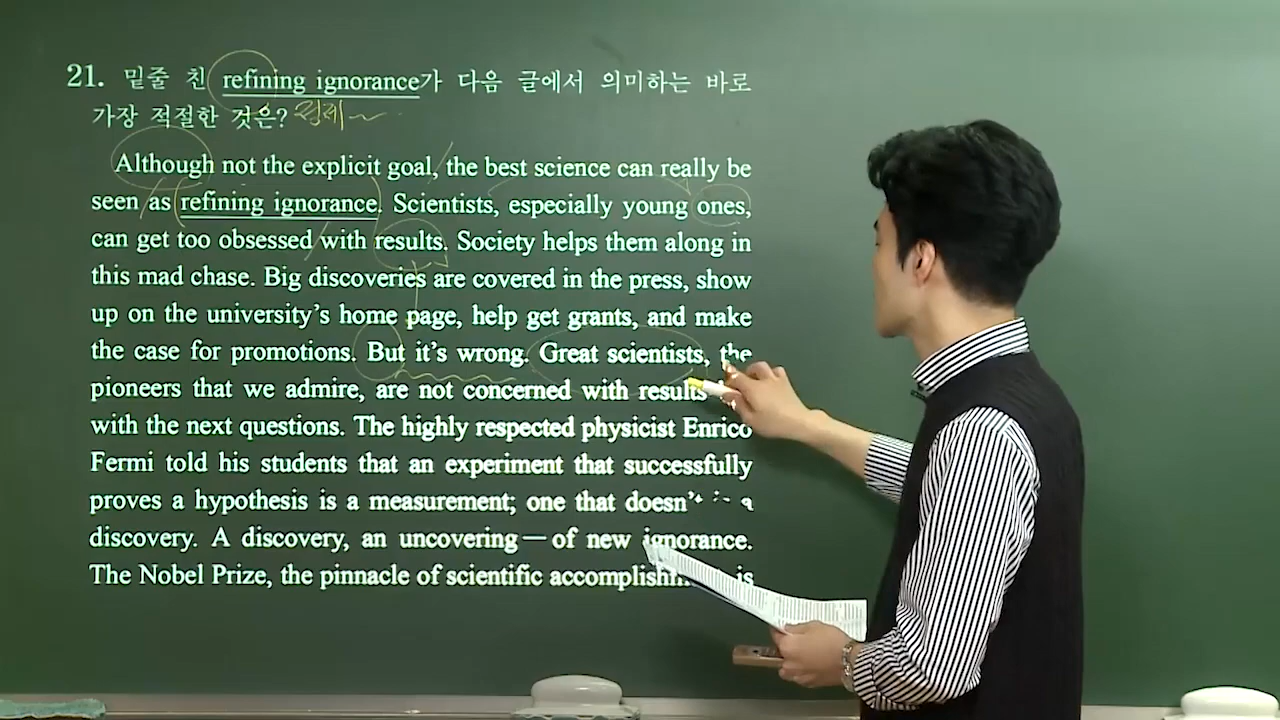 21. 밑줄 친 refining ignorance가 다음 글에서 의미하는 바로
가장 적절한 것은? 정제~
Although not the explicit goal, the best science can really be
seen as refining ignorance. Scientists, especially young ones,
can get too obsessed with results. Society helps them along in
this mad chase. Big discoveries are covered in the press, show
up on the university's home page, help get grants, and make
the case for promotions. But it's wrong. Great scientists, the
pioneers that we admire, are not concerned with results
with the next questions. The highly respected physicist Enrico
Fermi told his students that an experiment that successfully
proves a hypothesis is a measurement; one that doesn't is a
discovery. A discovery, an uncovering — of new ignorance.
The Nobel Prize, the pinnacle of scientific is